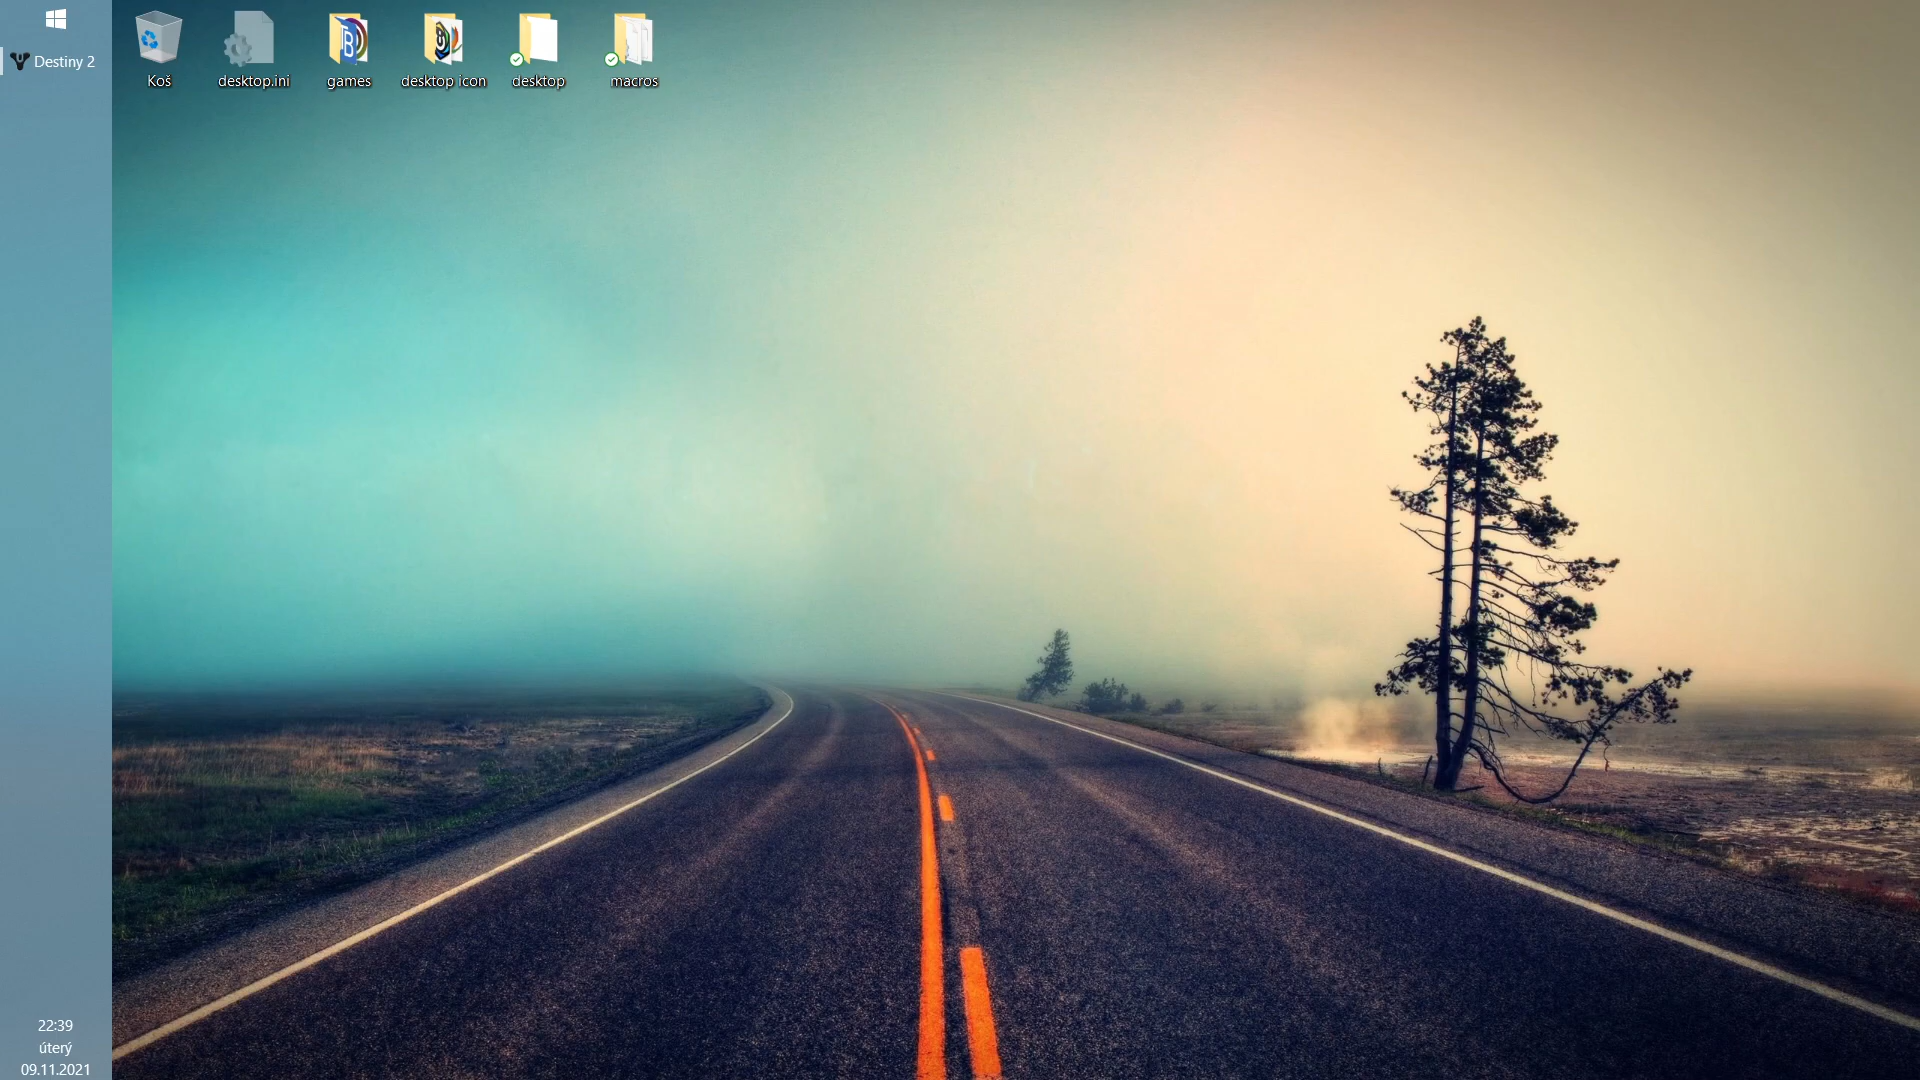 Destiny 2
Koš
desktop.ini
games
desktop icon
desktop
macros
22:39
úterý
09.11.2021